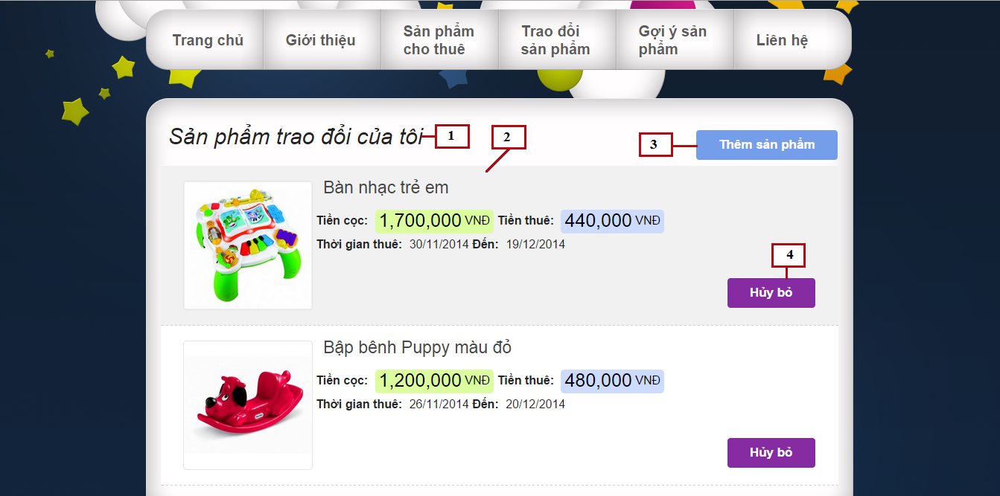 Trang chủ
Giới thiệu
Sản phẩm
cho thuê
Trao đổi
sản phẩm
Gợi ý sản
phẩm
Liên hệ
Sản phẩm trao đổi của tôi
1
2
3
Thêm sản phẩm
Bàn nhạc trẻ em
Tiền cọc: 1,700,000 VNĐ Tiền thuê: 440,000 VNĐ
Thời gian thuê: 30/11/2014 Đến: 19/12/2014
4
Hủy bỏ
Bập bênh Puppy màu đỏ
Tiền cọc: 1,200,000 VNĐ Tiền thuê: 480,000 VNĐ
Thời gian thuê: 26/11/2014 Đến: 20/12/2014
Hủy bỏ